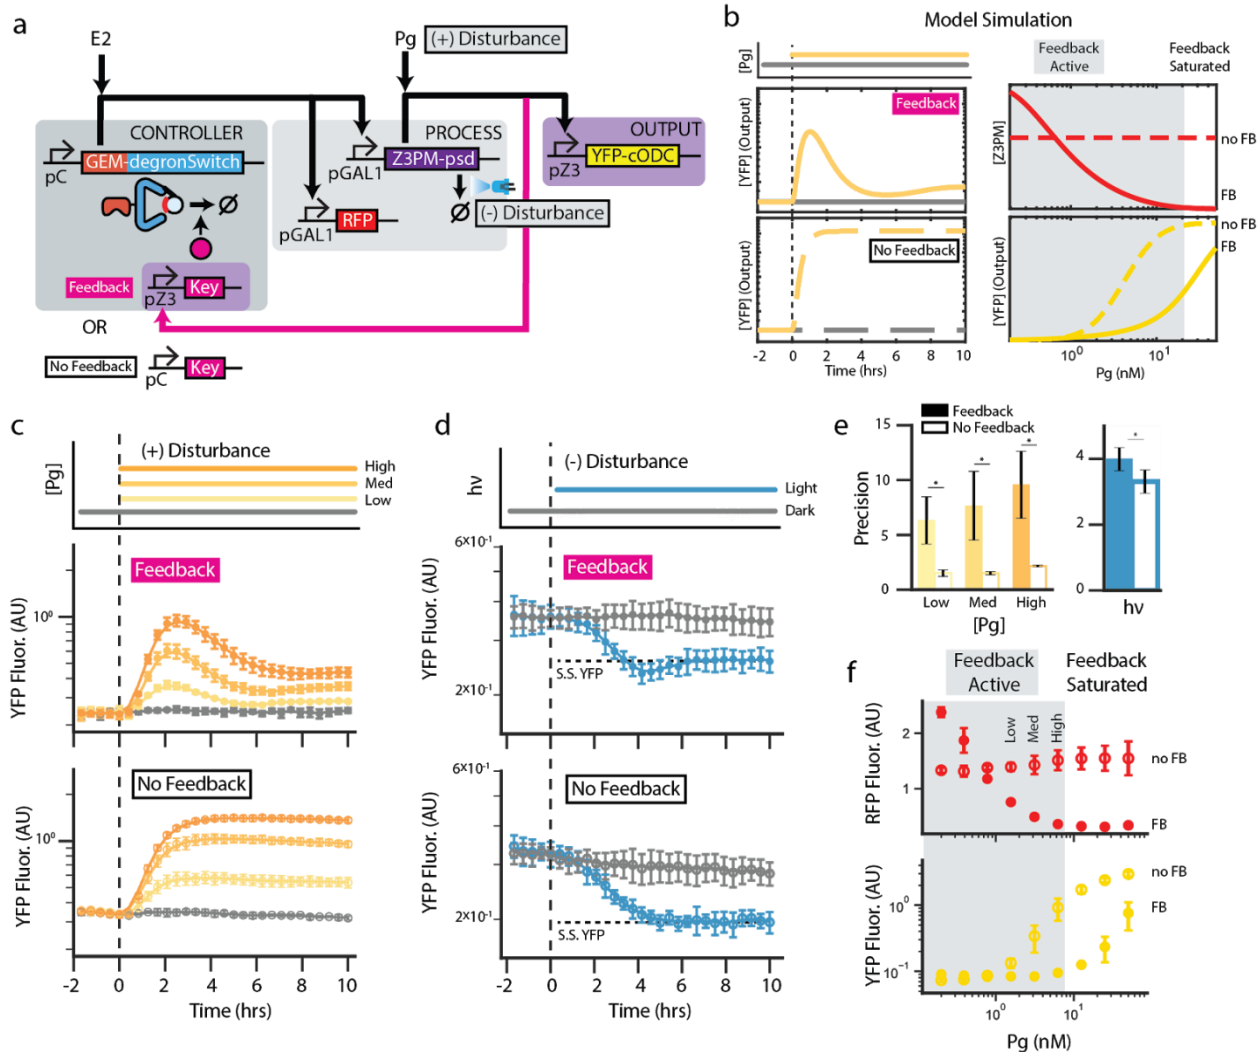 a
E2
Pg
(+) Disturbance
CONTROLLER
PROCESS
OUTPUT
GEM-degronSwitch
pC
Z3PM-psd
pGAL1
YFP-cODC
pZ3
Ø
Ø
(-) Disturbance
RFP
pGAL1
Feedback
pZ3
Key
OR
No Feedback
pC
Key
b
Model Simulation
[Pg]
Feedback
[YFP] (Output)
No Feedback
[YFP] (Output)
-2 0 2 4 6 8 10
Time (hrs)
Feedback
Active
Feedback
Saturated
[Z3PM]
no FB
FB
[YFP] (Output)
no FB
FB
10⁰ 10¹
Pg (nM)
c
(+) Disturbance
[Pg]
High
Med
Low
Feedback
YFP Fluor. (AU)
10⁰
No Feedback
YFP Fluor. (AU)
10⁰
-2 0 2 4 6 8 10
Time (hrs)
d
(-) Disturbance
hν
Light
Dark
Feedback
YFP Fluor. (AU)
6×10⁻¹
2×10⁻¹
S.S. YFP
No Feedback
YFP Fluor. (AU)
6×10⁻¹
2×10⁻¹
S.S. YFP
-2 0 2 4 6 8 10
Time (hrs)
e
Feedback
No Feedback
Precision
15
10
5
0
* * *
Low Med High
[Pg]
4
2
0
*
hν
f
Feedback
Active
Feedback
Saturated
RFP Fluor. (AU)
2
1
Low
Med
High
no FB
FB
YFP Fluor. (AU)
10⁰
10⁻¹
no FB
FB
10⁰ 10¹
Pg (nM)